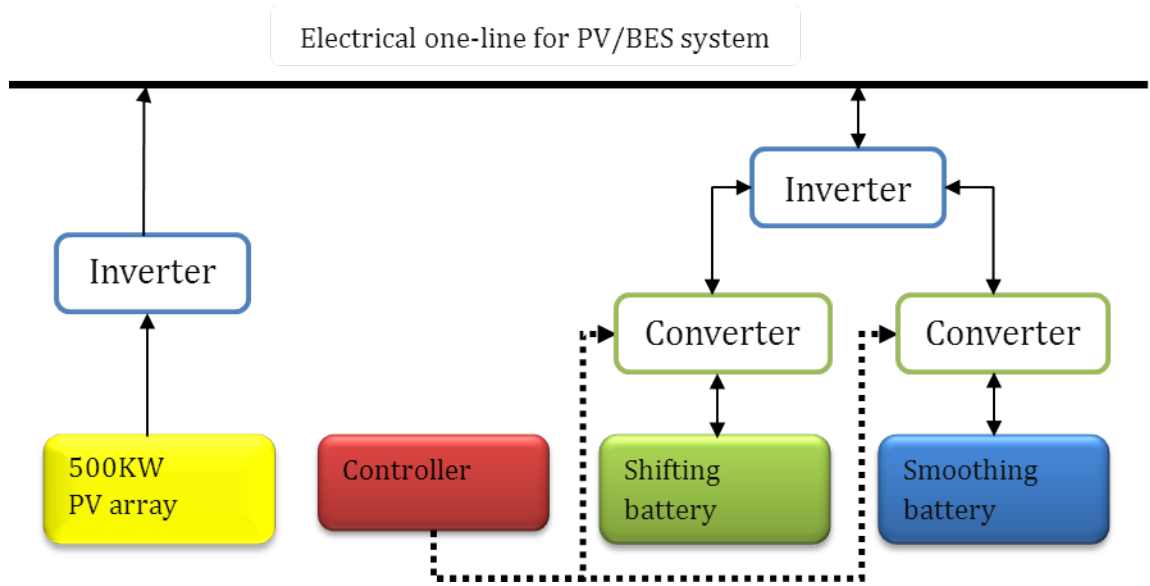 Electrical one-line for PV/BES system
Inverter
Inverter
Converter
Converter
500KW
PV array
Controller
Shifting
battery
Smoothing
battery